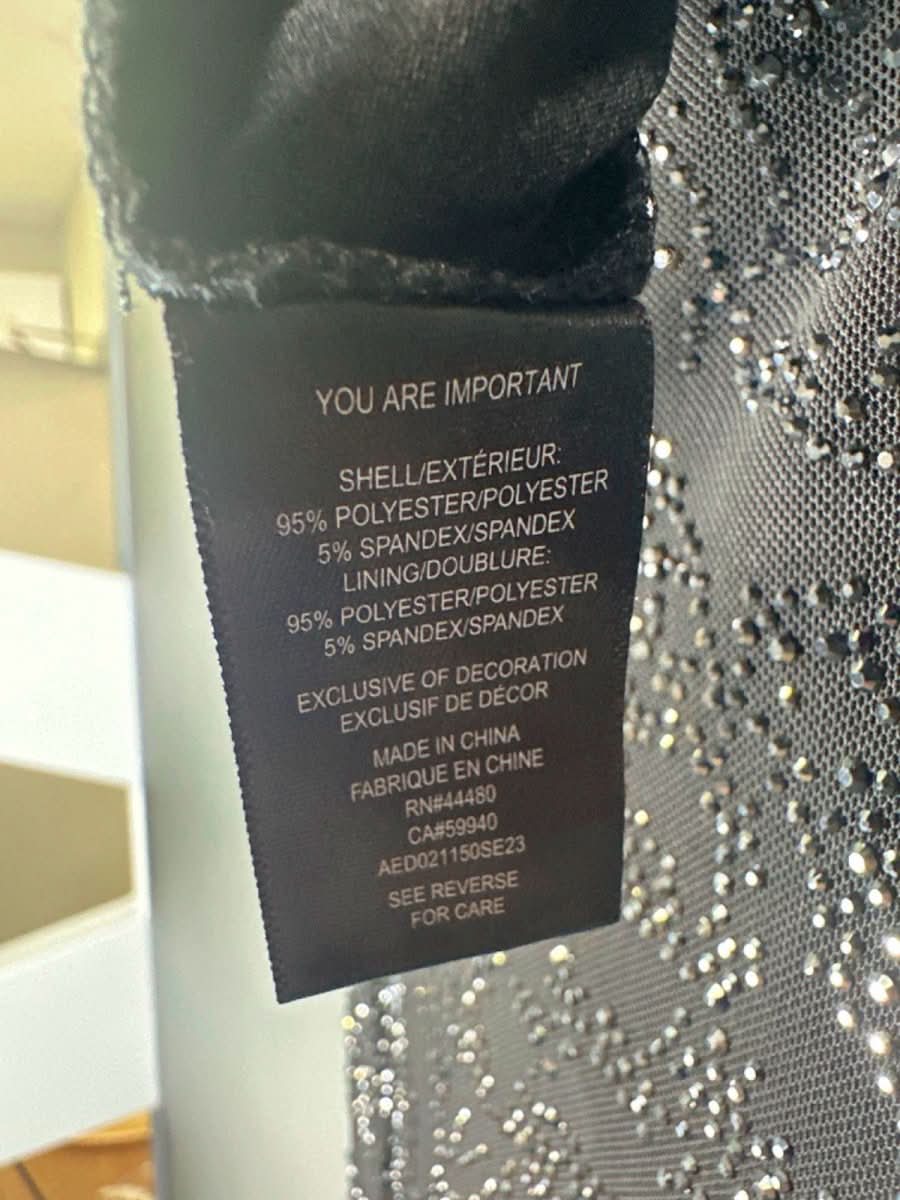 YOU ARE IMPORTANT
SHELL/EXTÉRIEUR:
95% POLYESTER/POLYESTER
5% SPANDEX/SPANDEX
LINING/DOUBLURE:
95% POLYESTER/POLYESTER
5% SPANDEX/SPANDEX
EXCLUSIVE OF DECORATION
EXCLUSIF DE DÉCOR
MADE IN CHINA
FABRIQUE EN CHINE
RN#44480
CA#59940
AED021150SE23
SEE REVERSE
FOR CARE